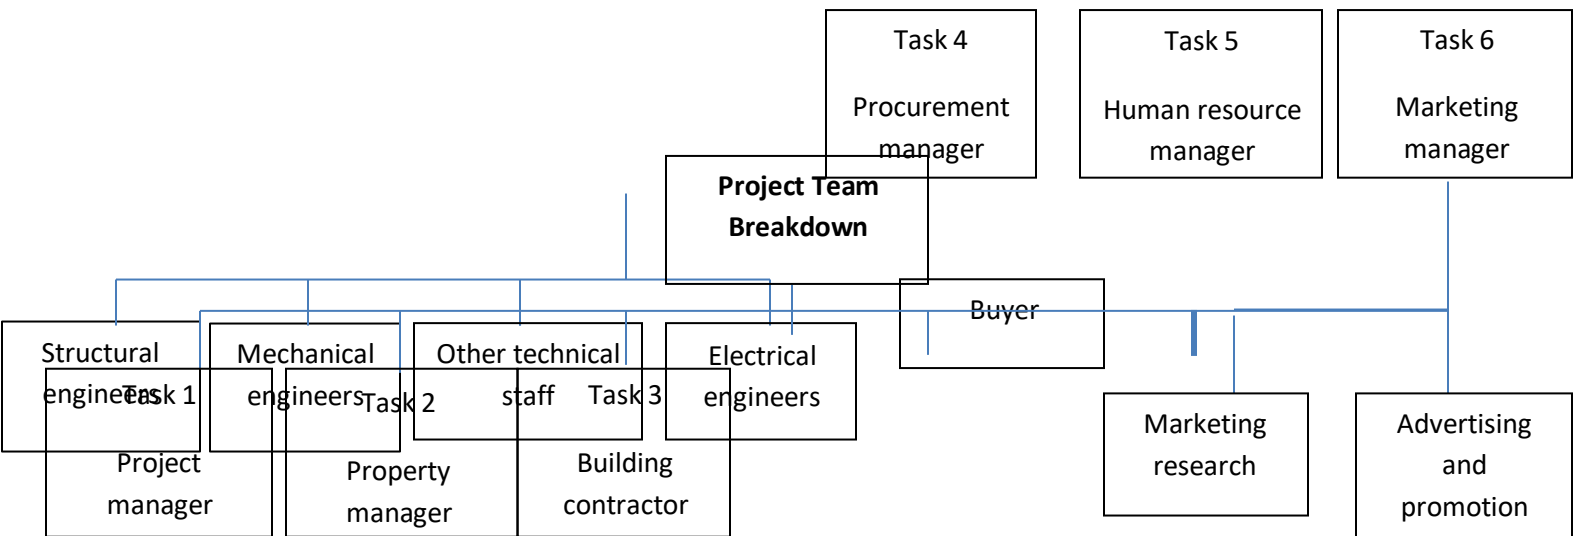 Task 4
Procurement
manager
Task 5
Human resource
manager
Task 6
Marketing
manager
Project Team
Breakdown
Buyer
Structural
engineers
Mechanical
engineers
Other technical
staff
Electrical
engineers
Task 1
Project
manager
Task 2
Property
manager
Task 3
Building
contractor
Marketing
research
Advertising
and
promotion